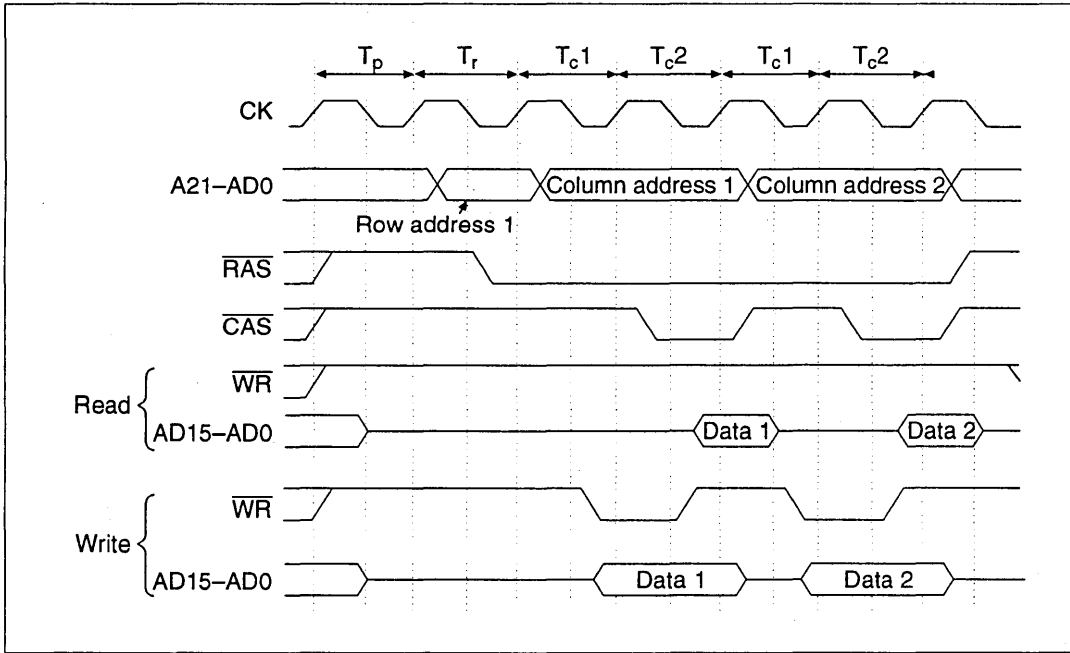 Tp Tr Tc1 Tc2 Tc1 Tc2
CK
A21–AD0 Column address 1 Column address 2
Row address 1
RAS
CAS
Read
WR
AD15–AD0 Data 1 Data 2
Write
WR
AD15–AD0 Data 1 Data 2